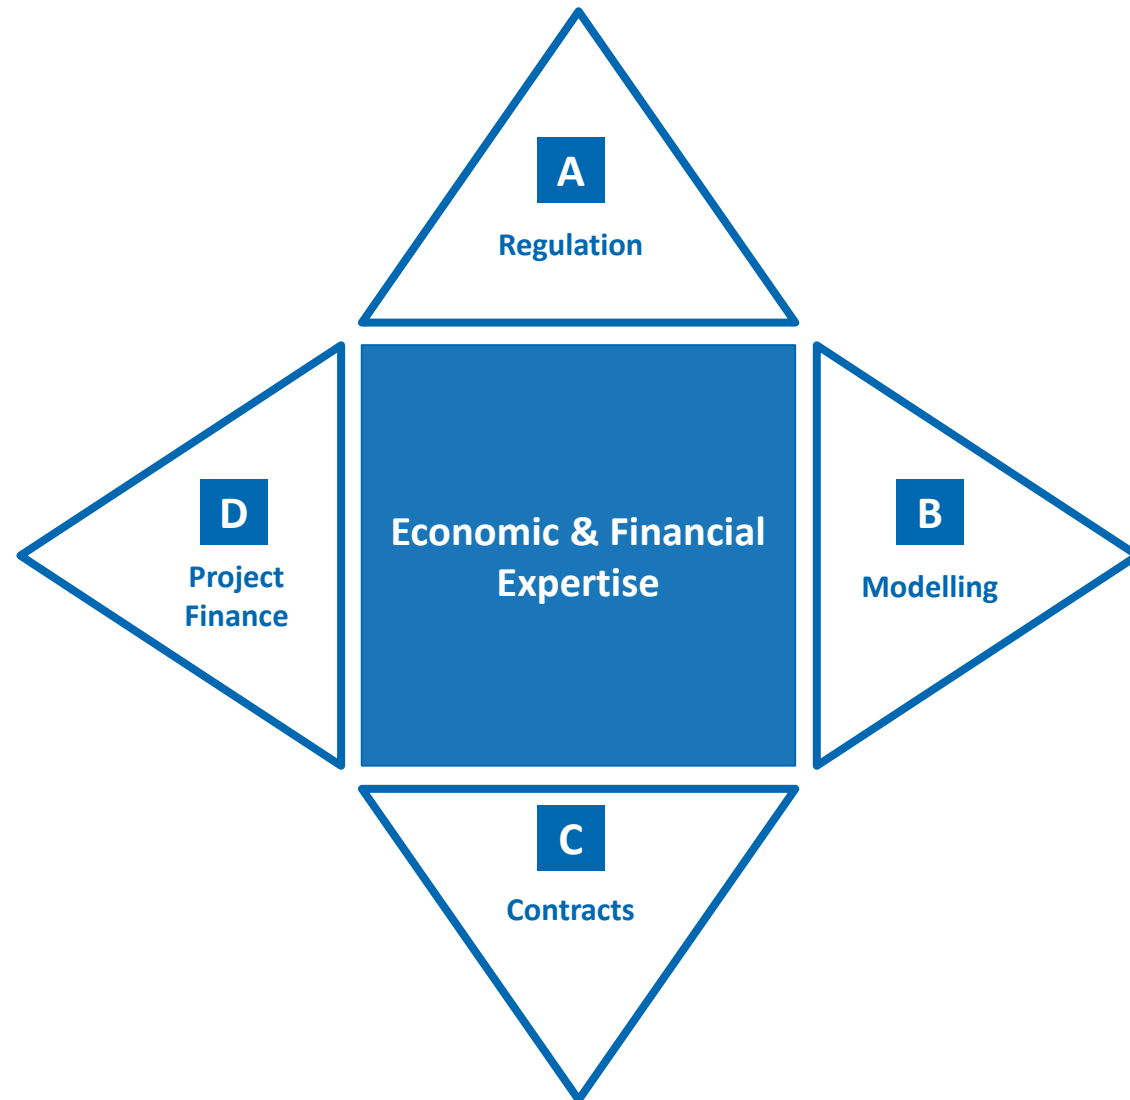 A
Regulation
D
Project
Finance
Economic & Financial
Expertise
B
Modelling
C
Contracts